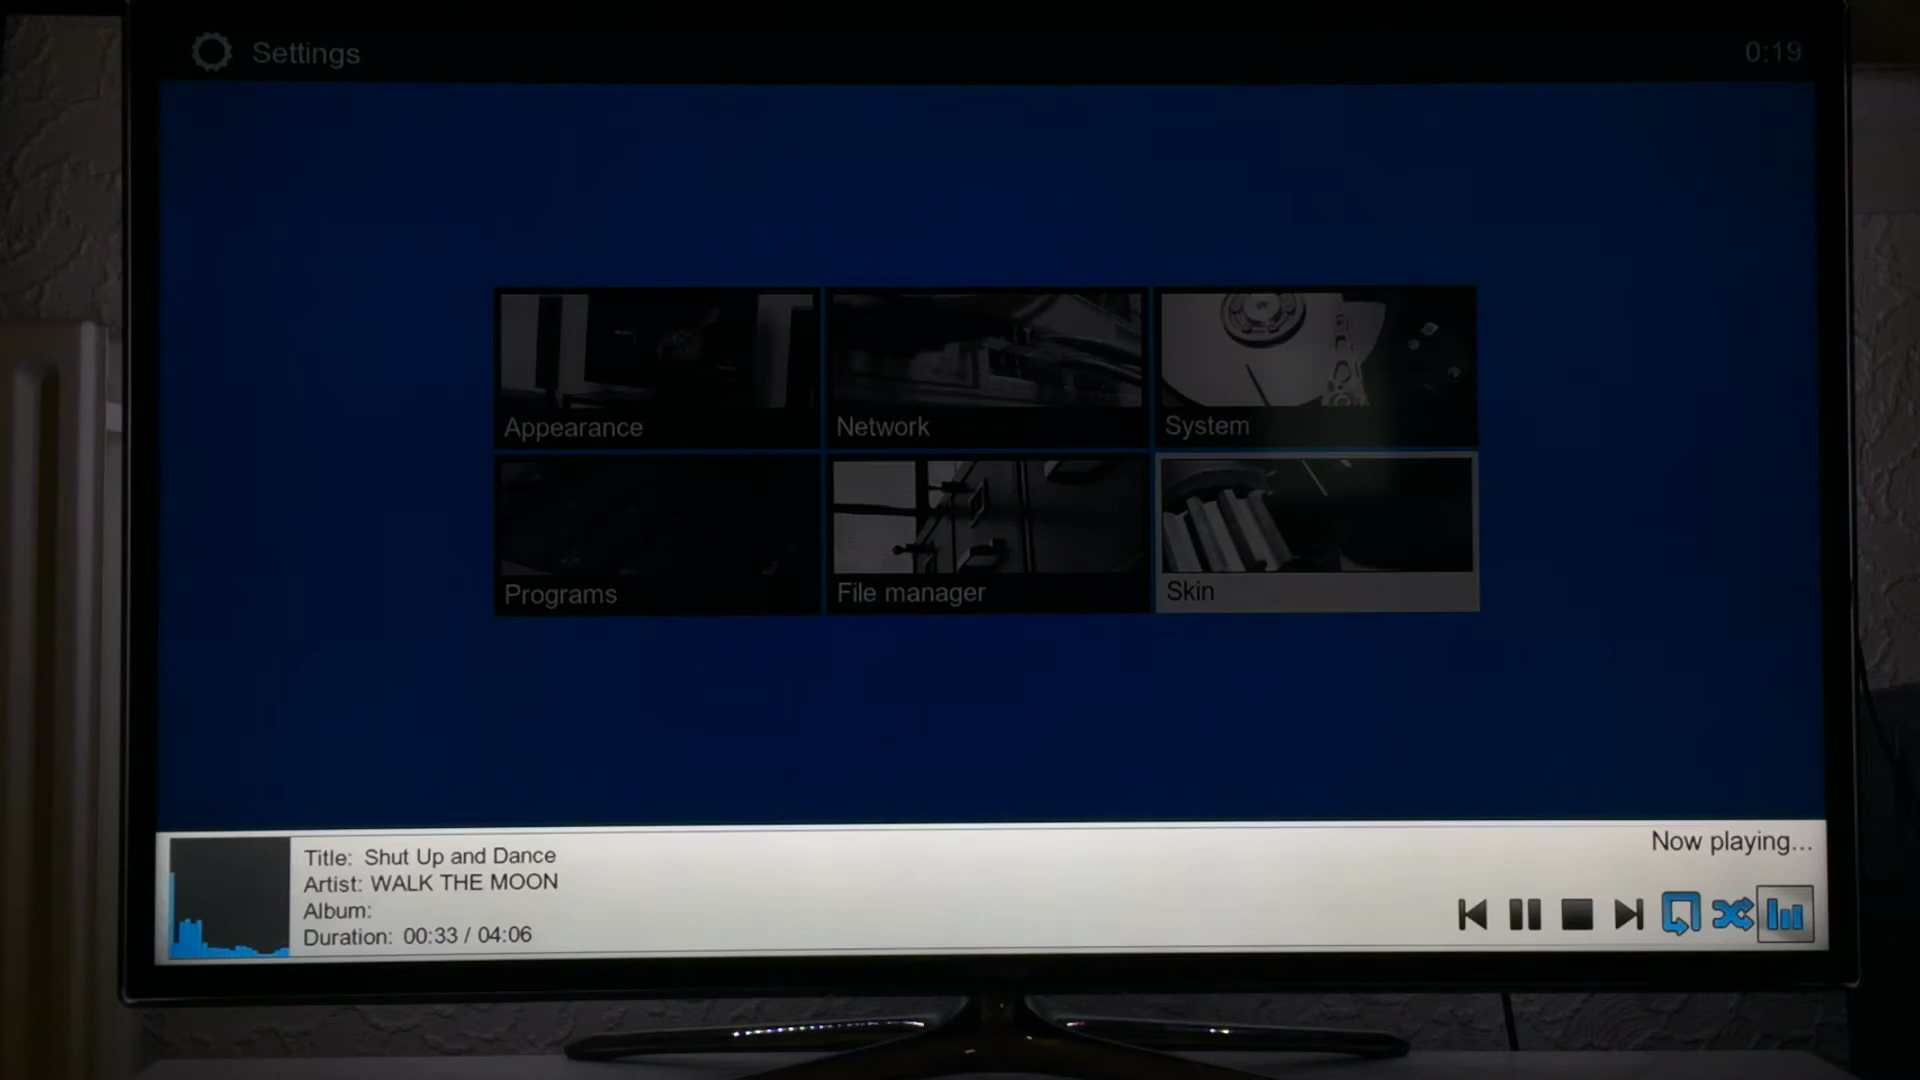 Settings
0:19
Appearance
Network
System
Programs
File manager
Skin
Now playing...
Title: Shut Up and Dance
Artist: WALK THE MOON
Album:
Duration: 00:33 / 04:06